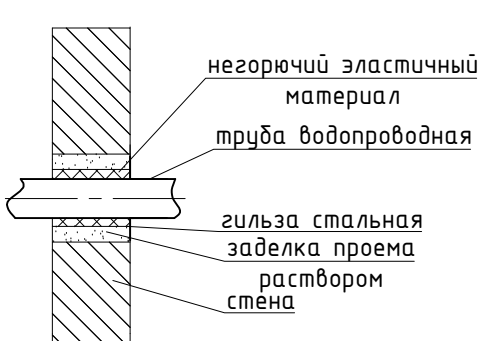 негорючий эластичный
материал
труба водопроводная
гильза стальная
заделка проема
раствором
стена